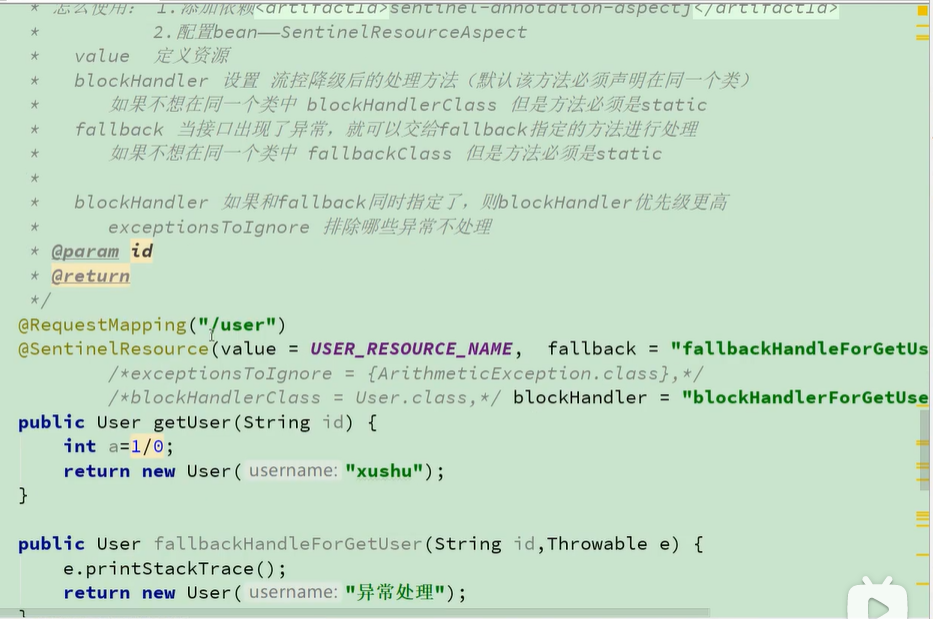 * 怎么使用： 1.添加依赖<artifactId>sentinel-annotation-aspectj</artifactId>
* 2.配置bean——SentinelResourceAspect
* value 定义资源
* blockHandler 设置 流控降级后的处理方法（默认该方法必须声明在同一个类）
* 如果不想在同一个类中 blockHandlerClass 但是方法必须是static
* fallback 当接口出现了异常，就可以交给fallback指定的方法进行处理
* 如果不想在同一个类中 fallbackClass 但是方法必须是static
*
* blockHandler 如果和fallback同时指定了，则blockHandler优先级更高
* exceptionsToIgnore 排除哪些异常不处理
* @param id
* @return
*/
@RequestMapping("/user")
@SentinelResource(value = USER_RESOURCE_NAME, fallback = "fallbackHandleForGetUs
/*exceptionsToIgnore = {ArithmeticException.class},*/
/*blockHandlerClass = User.class,*/ blockHandler = "blockHandlerForGetUse
public User getUser(String id) {
int a=1/0;
return new User( username: "xushu");
}
public User fallbackHandleForGetUser(String id,Throwable e) {
e.printStackTrace();
return new User( username: "异常处理");
}